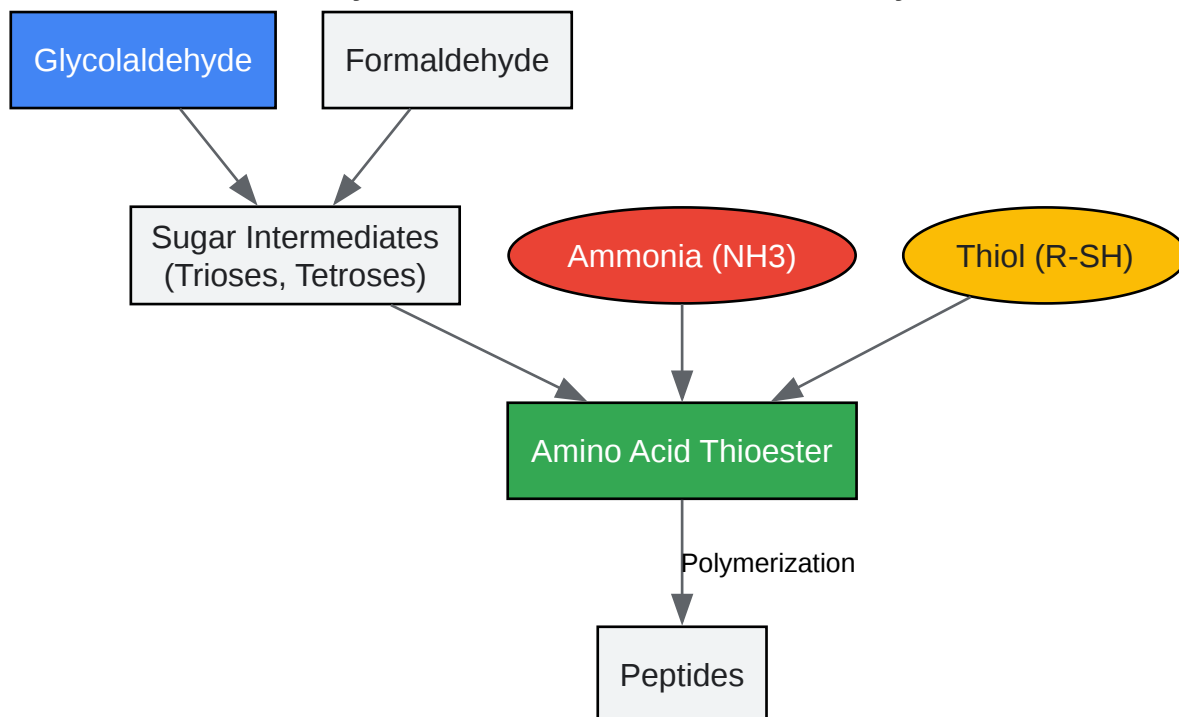 Glycolaldehyde
Formaldehyde
Sugar Intermediates
(Trioses, Tetroses)
Ammonia (NH3)
Thiol (R-SH)
Amino Acid Thioester
Polymerization
Peptides